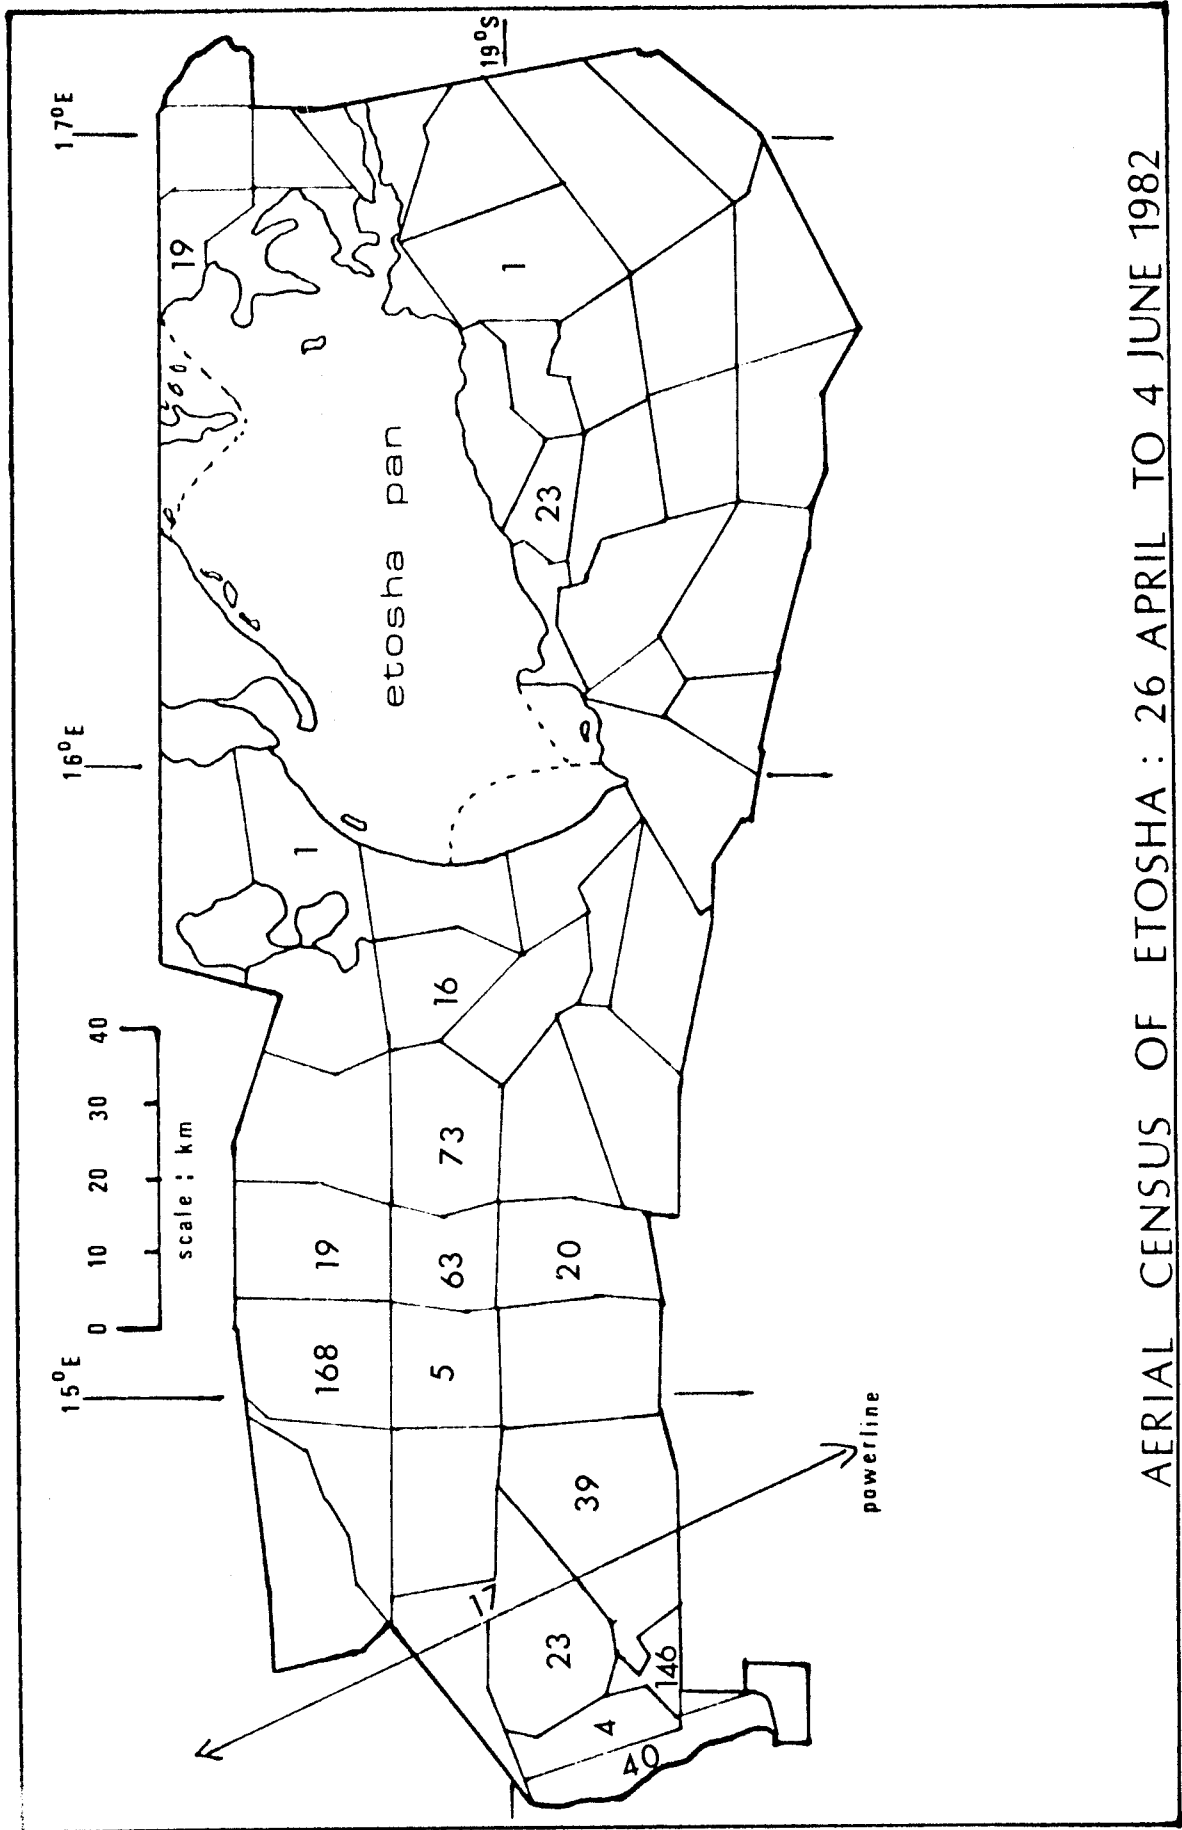 17°E
16°E
15°E
19°S
0 10 20 30 40
scale : km
etosha pan
19
1
23
1
16
73
19
63
20
168
5
39
17
23
146
4
40
powerline
AERIAL CENSUS OF ETOSHA : 26 APRIL TO 4 JUNE 1982